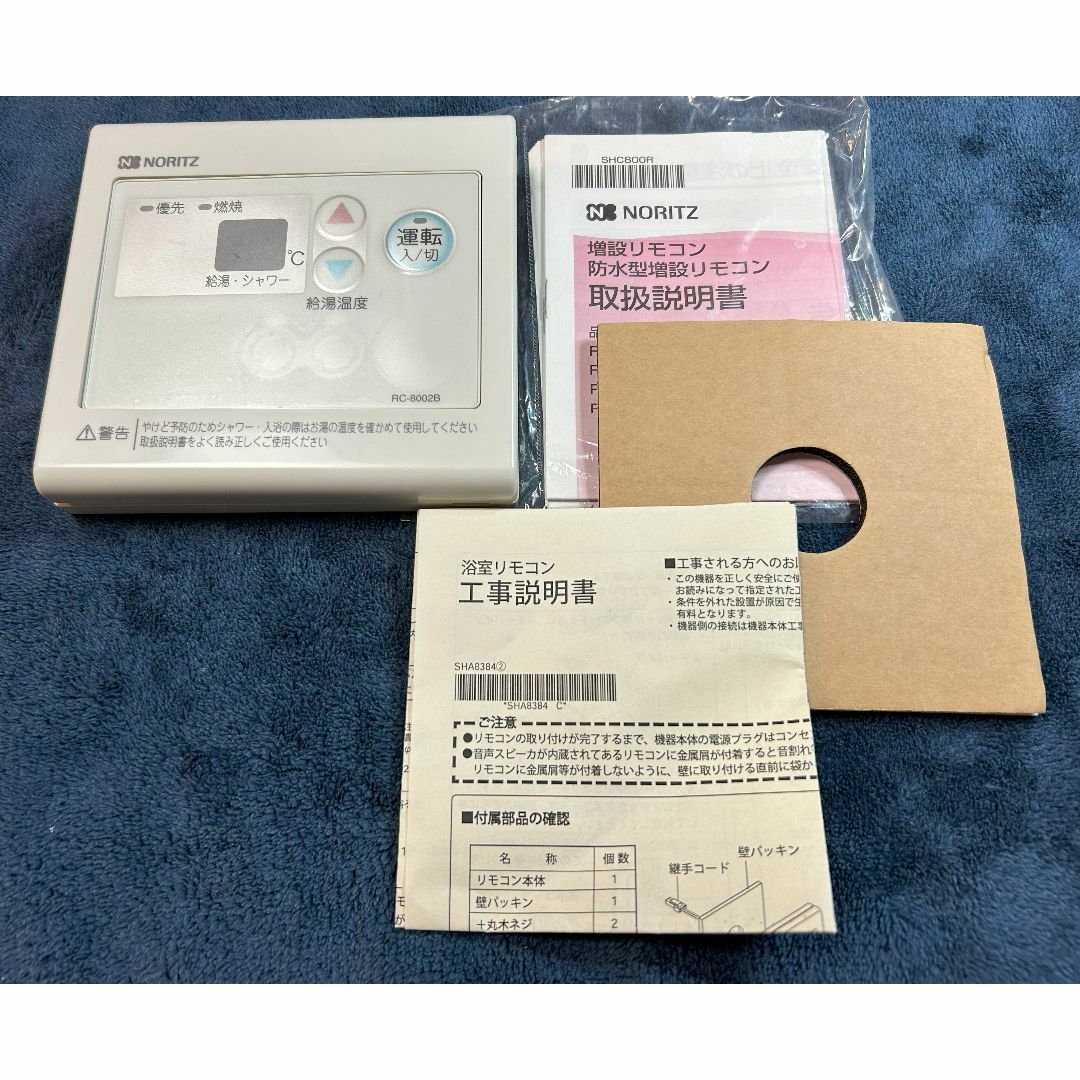 NORITZ
優先 燃焼
℃
給湯・シャワー
給湯温度
運転
入/切
RC-8002B
警告
やけど予防のためシャワー・入浴の際はお湯の温度を確かめて使用してください
取扱説明書をよく読み正しくご使用ください
SHC800R
NORITZ
増設リモコン
防水型増設リモコン
取扱説明書
品
浴室リモコン
工事説明書
SHA8384②
*SHA8384 C*
■工事される方へのお
・この機器を正しく安全にご使
お読みになって指定された
・条件を外れた設置が原因で
有料となります。
・機器側の接続は機器本体工
ご注意
●リモコンの取り付けが完了するまで、機器本体の電源プラグはコンセ
●音声スピーカが内蔵されてあるリモコンに金属屑が付着すると音割れ
リモコンに金属屑等が付着しないように、壁に取り付ける直前に袋か
■付属部品の確認
名 称 個数
リモコン本体 1
壁パッキン 1
＋丸木ネジ 2
継手コード
壁パッキン